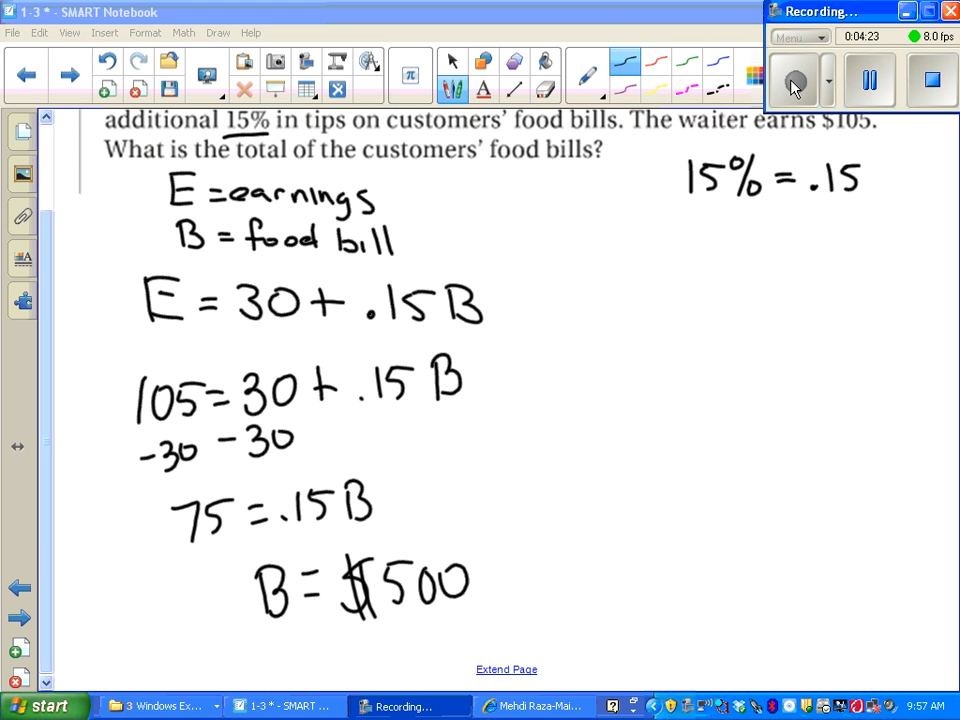 1-3 * - SMART Notebook
File Edit View Insert Format Math Draw Help
Recording...
Menu 0:04:23 8.0 fps
additional 15% in tips on customers' food bills. The waiter earns $105.
What is the total of the customers' food bills?
15% = .15
E = earnings
B = food bill
E = 30 + .15 B
105 = 30 + .15 B
-30 - 30
75 = .15 B
B = $500
Extend Page
start 3 Windows Ex... 1-3 * - SMART ... Recording... Mehdi Raza-Mai... 9:57 AM